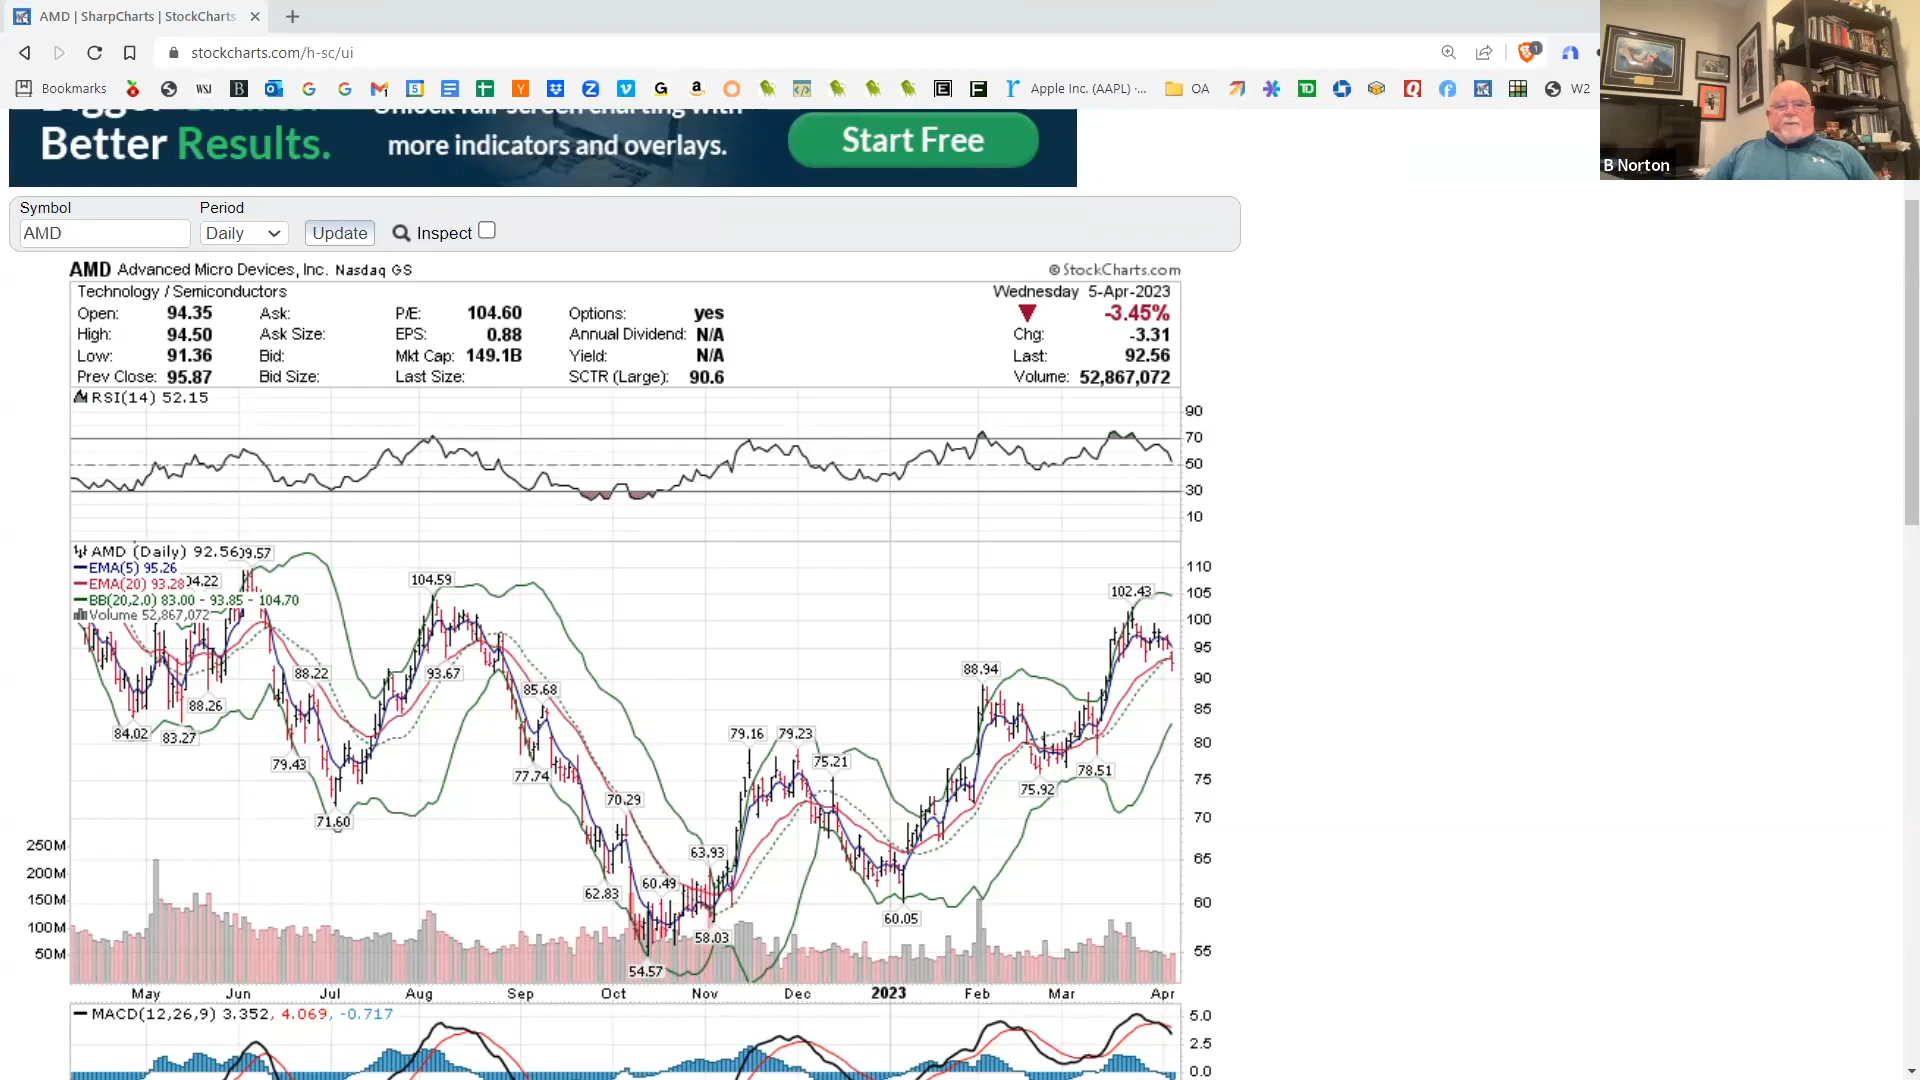 AMD | SharpCharts | StockCharts
stockcharts.com/h-sc/ui
Bookmarks WSJ Apple Inc. (AAPL) -... OA W2
B Norton
Better Results.
more indicators and overlays.
Start Free
Symbol Period
AMD Daily Update Inspect
AMD Advanced Micro Devices, Inc. Nasdaq GS © StockCharts.com
Technology / Semiconductors Wednesday 5-Apr-2023
Open: 94.35 Ask: P/E: 104.60 Options: yes -3.45%
High: 94.50 Ask Size: EPS: 0.88 Annual Dividend: N/A Chg: -3.31
Low: 91.36 Bid: Mkt Cap: 149.1B Yield: N/A Last: 92.56
Prev Close: 95.87 Bid Size: Last Size: SCTR (Large): 90.6 Volume: 52,867,072
RSI(14) 52.15
90
70
50
30
10
AMD (Daily) 92.56
EMA(5) 95.26
EMA(20) 93.28
BB(20,2.0) 83.00 - 93.85 - 104.70
Volume 52,867,072
110
105
100
95
90
85
80
75
70
65
60
55
104.59
102.43
93.67
88.22
88.94
85.68
88.26
84.02
83.27
79.43
77.74
79.16
79.23
75.21
78.51
75.92
70.29
71.60
63.93
60.49
62.83
58.03
60.05
54.57
250M
200M
150M
100M
50M
May Jun Jul Aug Sep Oct Nov Dec 2023 Feb Mar Apr
MACD(12,26,9) 3.352, 4.069, -0.717
5.0
2.5
0.0